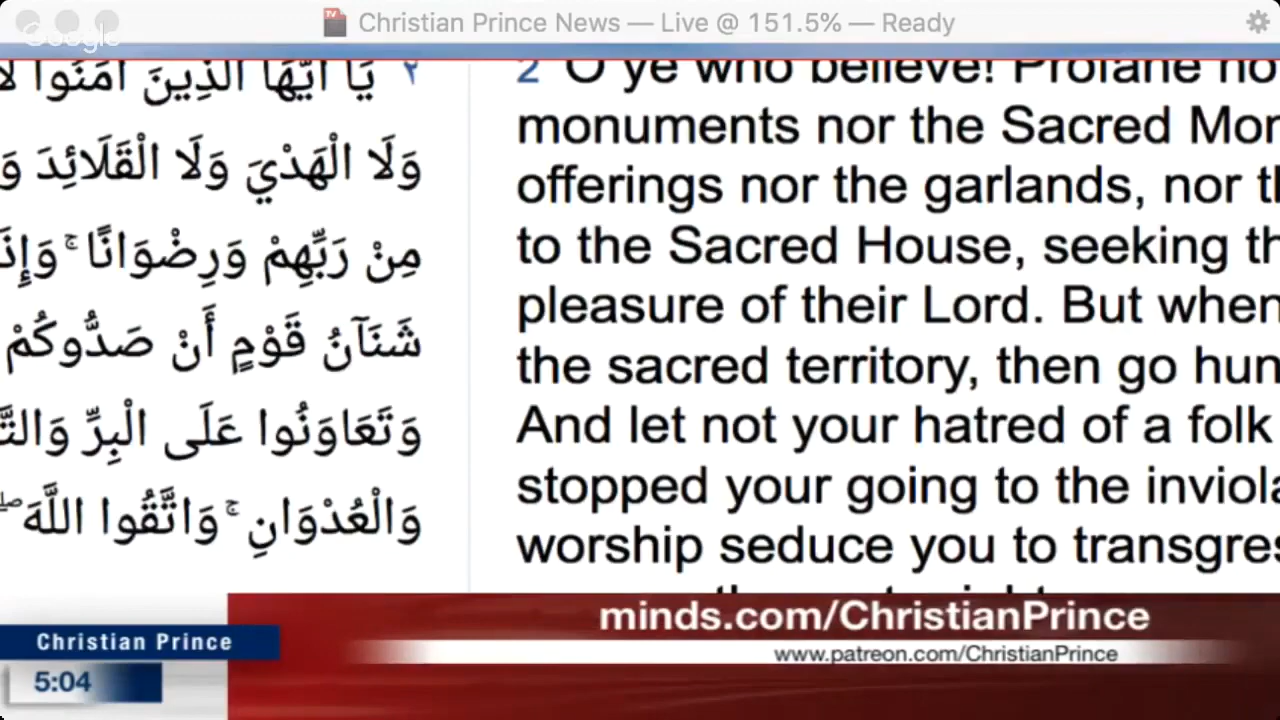 Christian Prince News — Live @ 151.5% — Ready
Google
٢ يَا أَيُّهَا الَّذِينَ آمَنُوا لَا
وَلَا الْهَدْيَ وَلَا الْقَلَائِدَ وَ
مِنْ رَبِّهِمْ وَرِضْوَانًا ۚ وَإِذَ
شَنَآنُ قَوْمٍ أَنْ صَدُّوكُمْ
وَتَعَاوَنُوا عَلَى الْبِرِّ وَالتَّ
وَالْعُدْوَانِ ۚ وَاتَّقُوا اللَّهَ ۖ
2 O ye who believe! Profane no
monuments nor the Sacred Mon
offerings nor the garlands, nor th
to the Sacred House, seeking th
pleasure of their Lord. But when
the sacred territory, then go hun
And let not your hatred of a folk
stopped your going to the inviola
worship seduce you to transgres
minds.com/ChristianPrince
www.patreon.com/ChristianPrince
Christian Prince
5:04